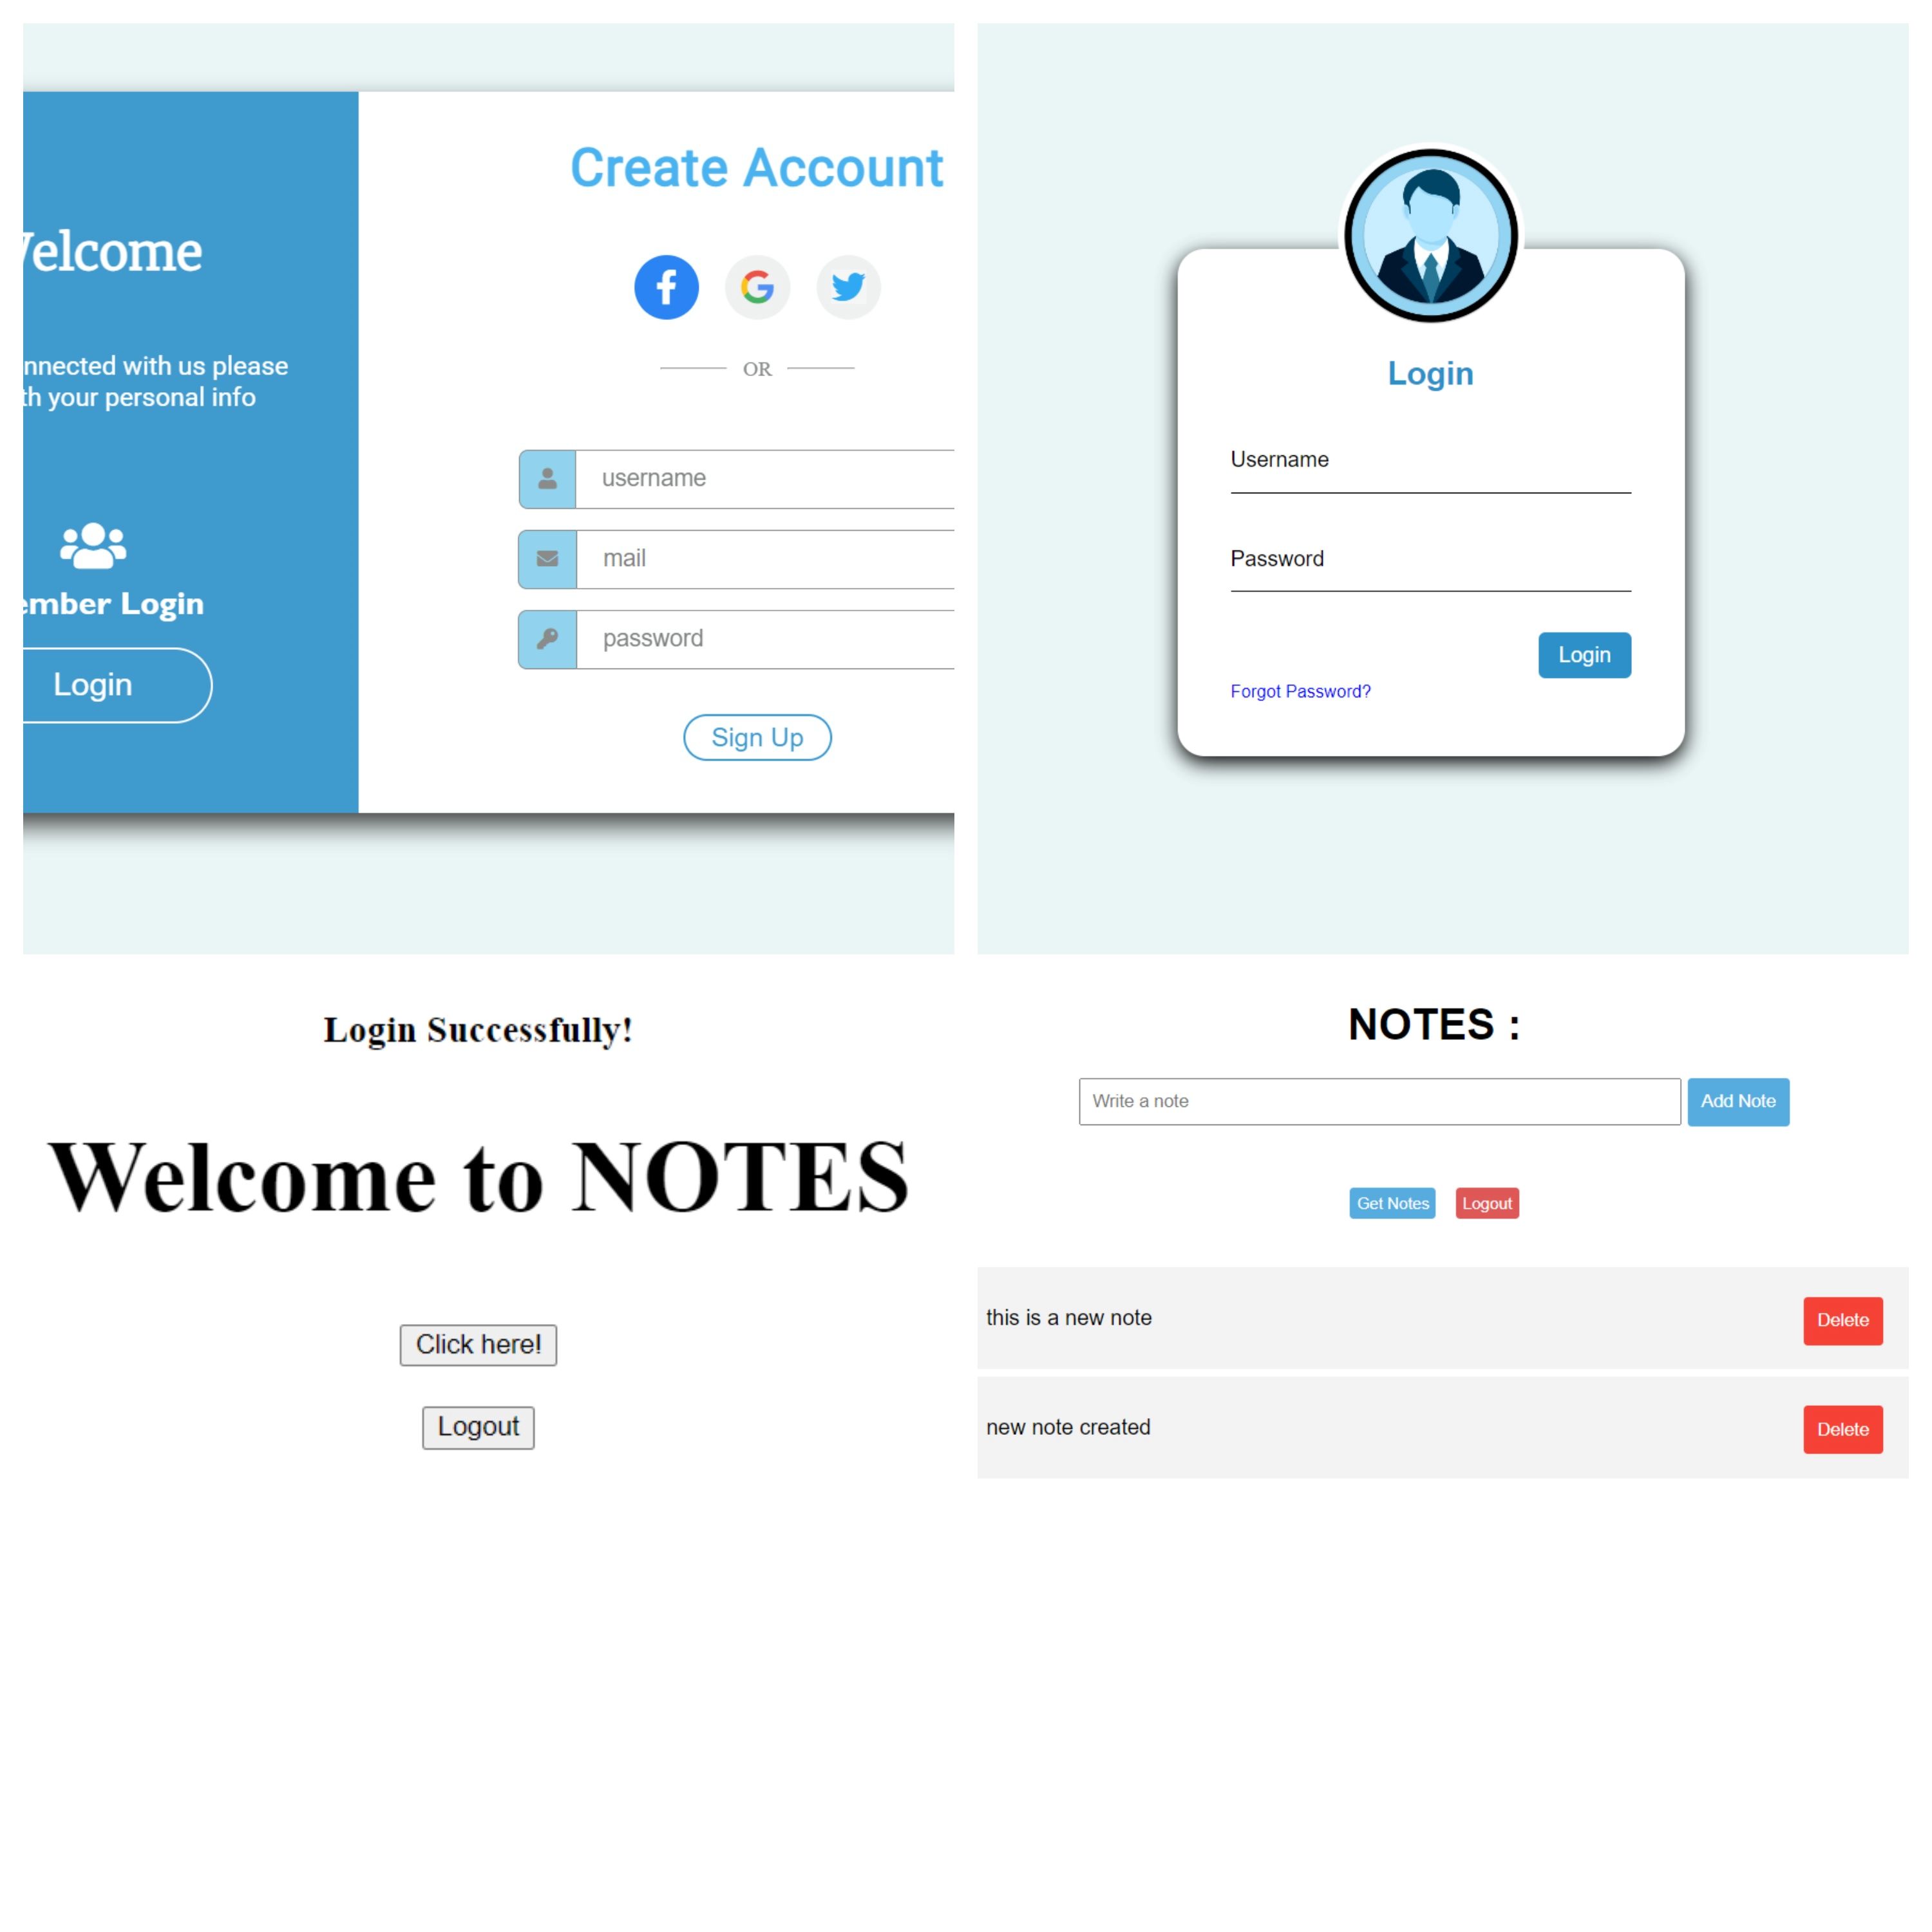 Create Account
elcome
OR
nnected with us please
th your personal info
username
mail
password
mber Login
Login
Sign Up
Login
Username
Password
Login
Forgot Password?
Login Successfully!
Welcome to NOTES
Click here!
Logout
NOTES :
Write a note
Add Note
Get Notes
Logout
this is a new note
Delete
new note created
Delete